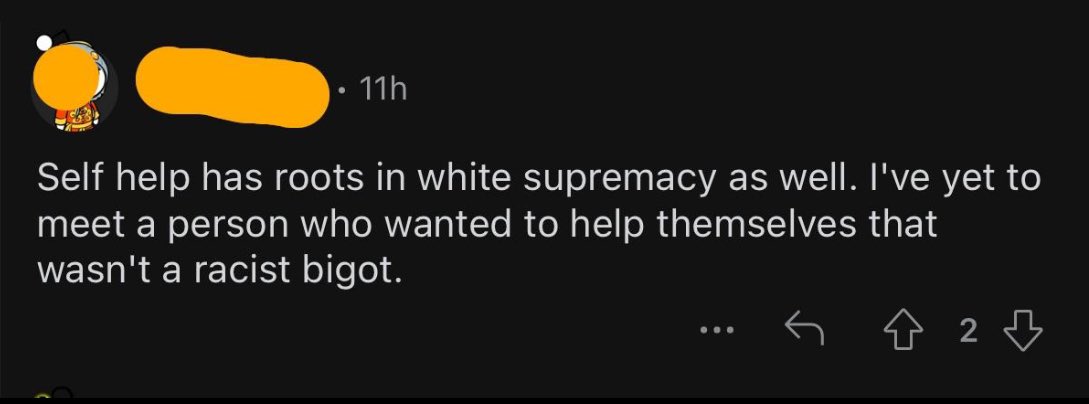 · 11h
Self help has roots in white supremacy as well. I've yet to
meet a person who wanted to help themselves that
wasn't a racist bigot.
... 2